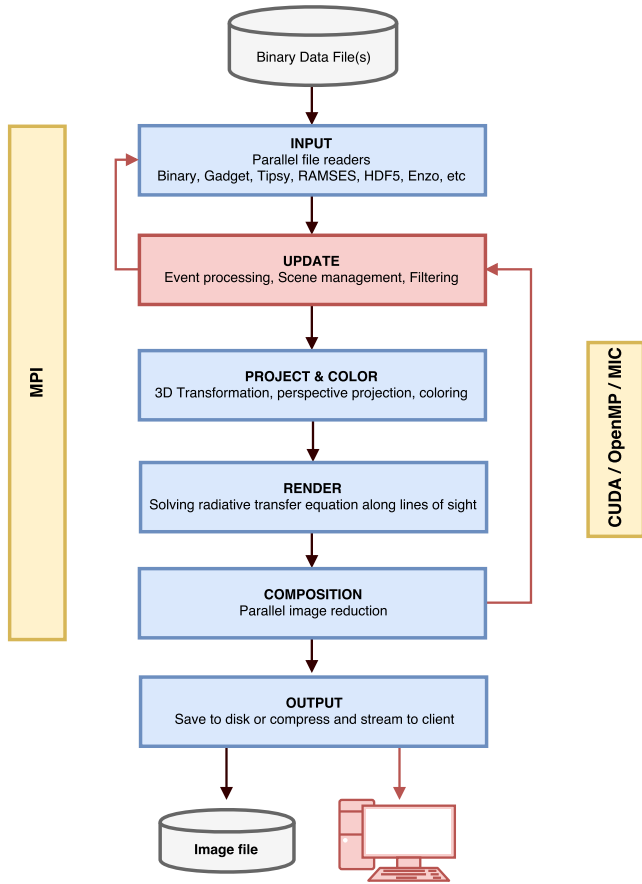 Binary Data File(s)
INPUT
Parallel file readers
Binary, Gadget, Tipsy, RAMSES, HDF5, Enzo, etc
UPDATE
Event processing, Scene management, Filtering
MPI
CUDA / OpenMP / MIC
PROJECT & COLOR
3D Transformation, perspective projection, coloring
RENDER
Solving radiative transfer equation along lines of sight
COMPOSITION
Parallel image reduction
OUTPUT
Save to disk or compress and stream to client
Image file